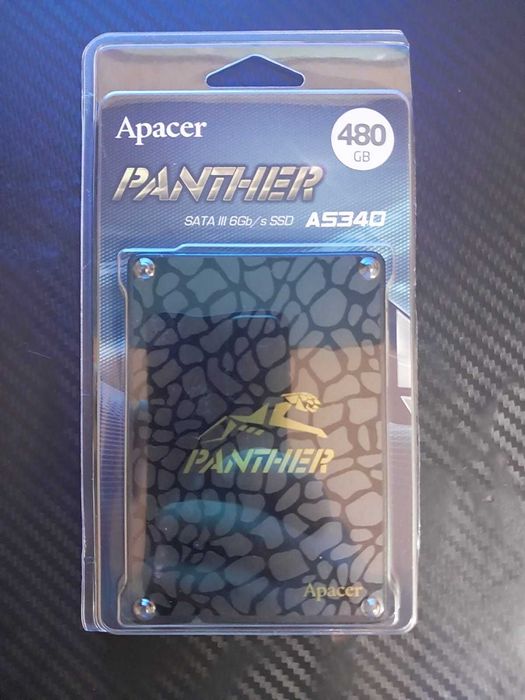 Apacer
480
GB
PANTHER
SATA III 6Gb/s SSD AS340
PANTHER
Apacer